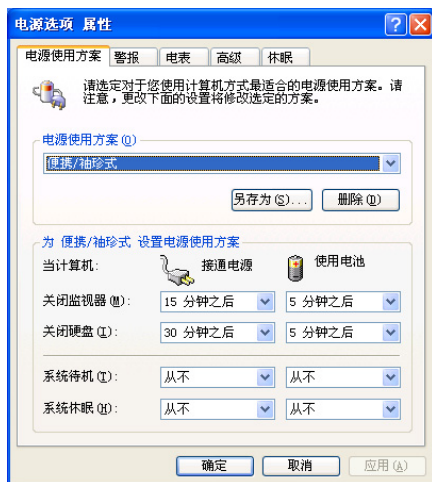 电源选项 属性
电源使用方案 警报 电表 高级 休眠
请选定对于您使用计算机方式最适合的电源使用方案。请
注意，更改下面的设置将修改选定的方案。
电源使用方案(O)
便携/袖珍式
另存为(S)... 删除(D)
为 便携/袖珍式 设置电源使用方案
当计算机: 接通电源 使用电池
关闭监视器(M): 15 分钟之后 5 分钟之后
关闭硬盘(I): 30 分钟之后 5 分钟之后
系统待机(T): 从不 从不
系统休眠(H): 从不 从不
确定 取消 应用(A)